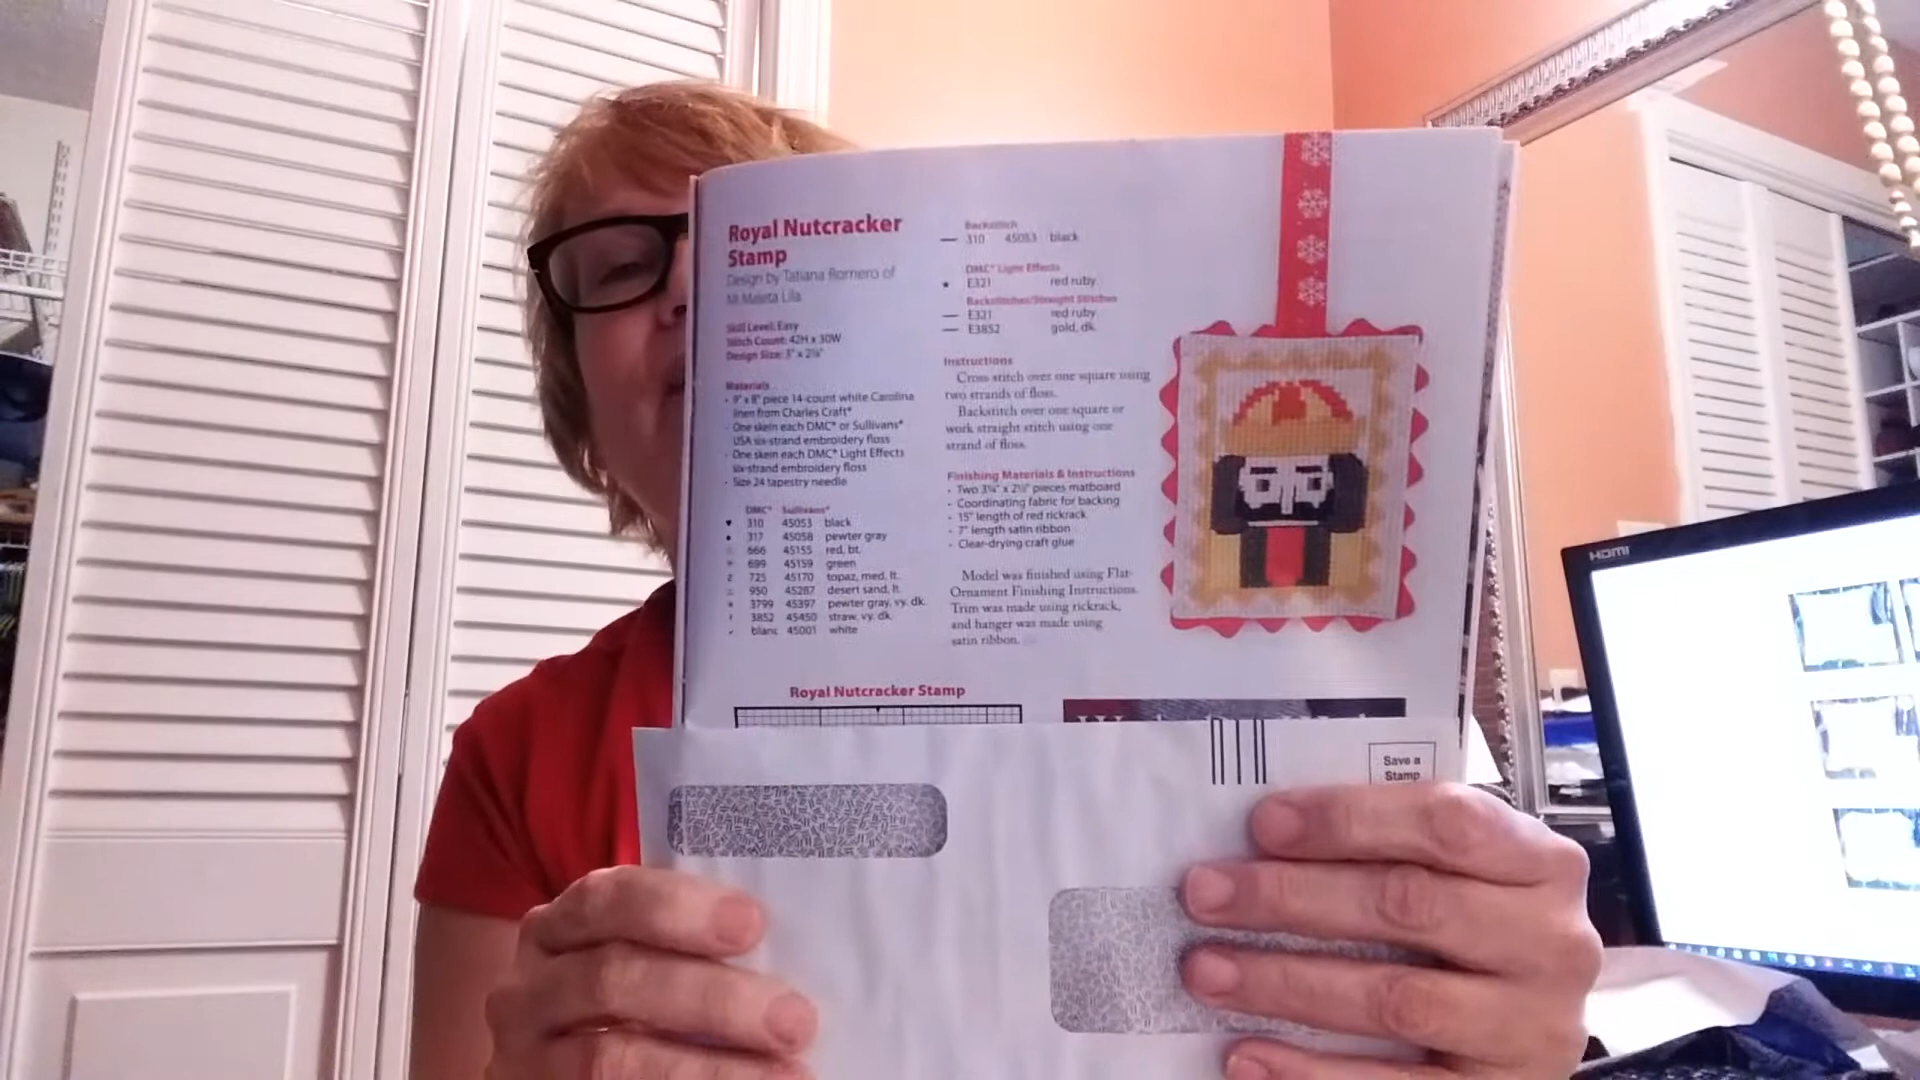 Royal Nutcracker
Stamp
Design by Tatiana Romero of
Mi Maleta Lila
Skill Level: Easy
Stitch Count: 42H x 30W
Design Size: 3" x 2⅛"
Materials
• 9" x 8" piece 14-count white Carolina
linen from Charles Craft®
• One skein each DMC® or Sullivans®
USA six-strand embroidery floss
• One skein each DMC® Light Effects
six-strand embroidery floss
• Size 24 tapestry needle
DMC® Sullivans®
♥ 310 45053 black
317 45058 pewter gray
666 45155 red, bt.
699 45159 green
725 45170 topaz, med. lt.
950 45287 desert sand, lt.
3799 45397 pewter gray, vy. dk.
3852 45450 straw, vy. dk.
blanc 45001 white
Backstitch
— 310 45053 black
DMC® Light Effects
★ E321 red ruby
Backstitches/Straight Stitches
— E321 red ruby
— E3852 gold, dk.
Instructions
Cross stitch over one square using
two strands of floss.
Backstitch over one square or
work straight stitch using one
strand of floss.
Finishing Materials & Instructions
• Two 3¼" x 2½" pieces matboard
• Coordinating fabric for backing
• 15" length of red rickrack
• 7" length satin ribbon
• Clear-drying craft glue
Model was finished using Flat-
Ornament Finishing Instructions.
Trim was made using rickrack,
and hanger was made using
satin ribbon.
Royal Nutcracker Stamp
Save a
Stamp
HDMI